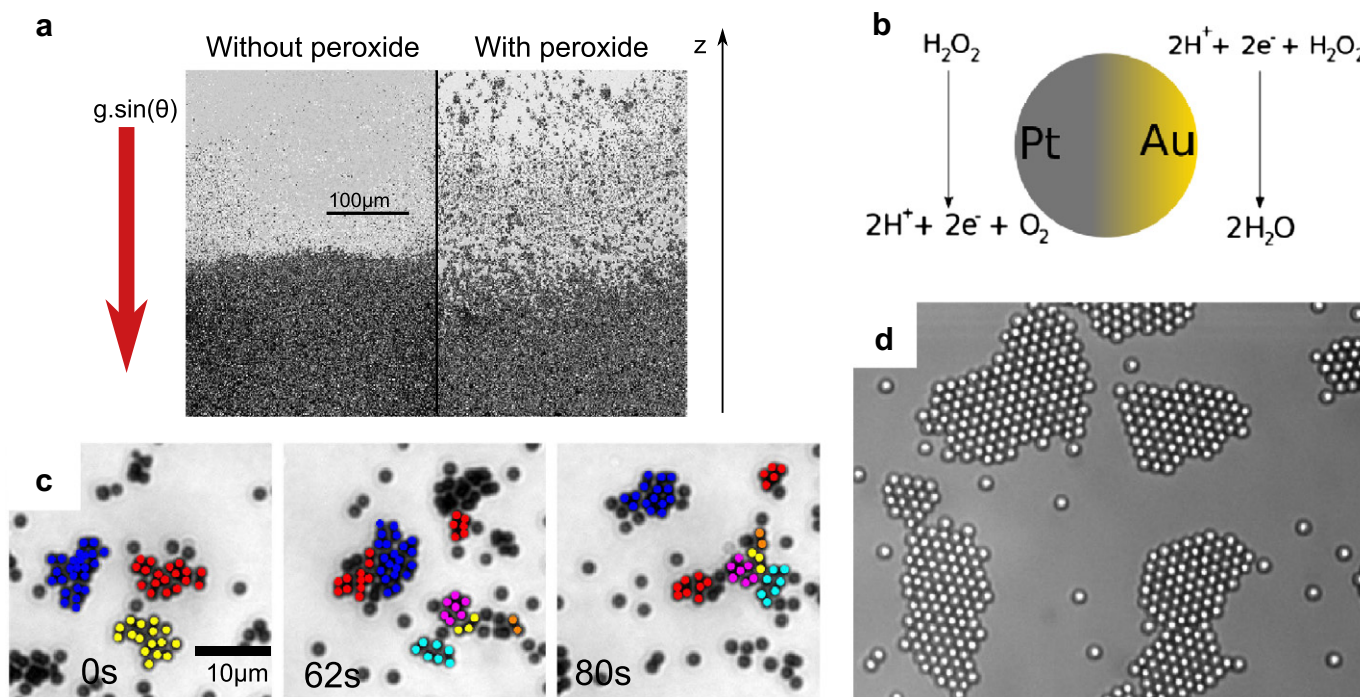 a
Without peroxide
With peroxide
z
g.sin(θ)
100μm
b
H₂O₂
2H⁺+ 2e⁻ + H₂O₂
Pt
Au
2H⁺+ 2e⁻ + O₂
2H₂O
c
0s
10μm
62s
80s
d